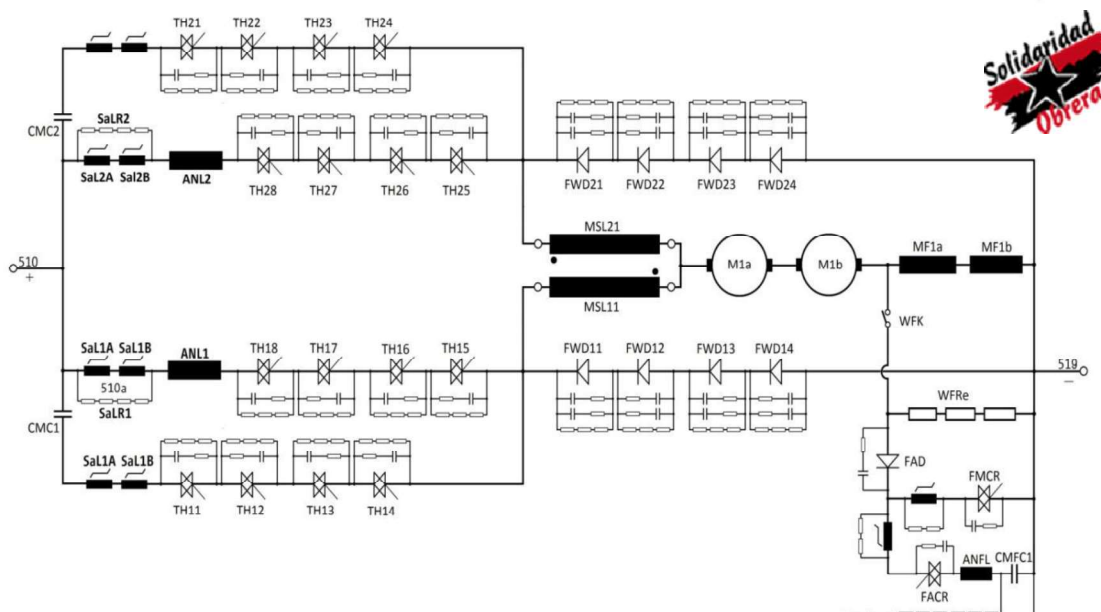 TH21 TH22 TH23 TH24
Solidaridad
Obrera
CMC2
SaLR2
SaL2A Sal2B ANL2
TH28 TH27 TH26 TH25
FWD21 FWD22 FWD23 FWD24
510
+
MSL21
MSL11
M1a M1b
MF1a MF1b
WFK
SaL1A SaL1B ANL1
TH18 TH17 TH16 TH15
FWD11 FWD12 FWD13 FWD14
519
−
510a
SaLR1
CMC1
WFRe
SaL1A SaL1B
TH11 TH12 TH13 TH14
FAD
FMCR
ANFL CMFC1
FACR